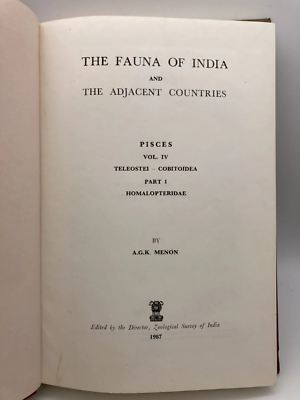 THE FAUNA OF INDIA
AND
THE ADJACENT COUNTRIES
PISCES
VOL. IV
TELEOSTEI - COBITOIDEA
PART 1
HOMALOPTERIDAE
BY
A.G.K. MENON
Edited by the Director, Zoological Survey of India
1987